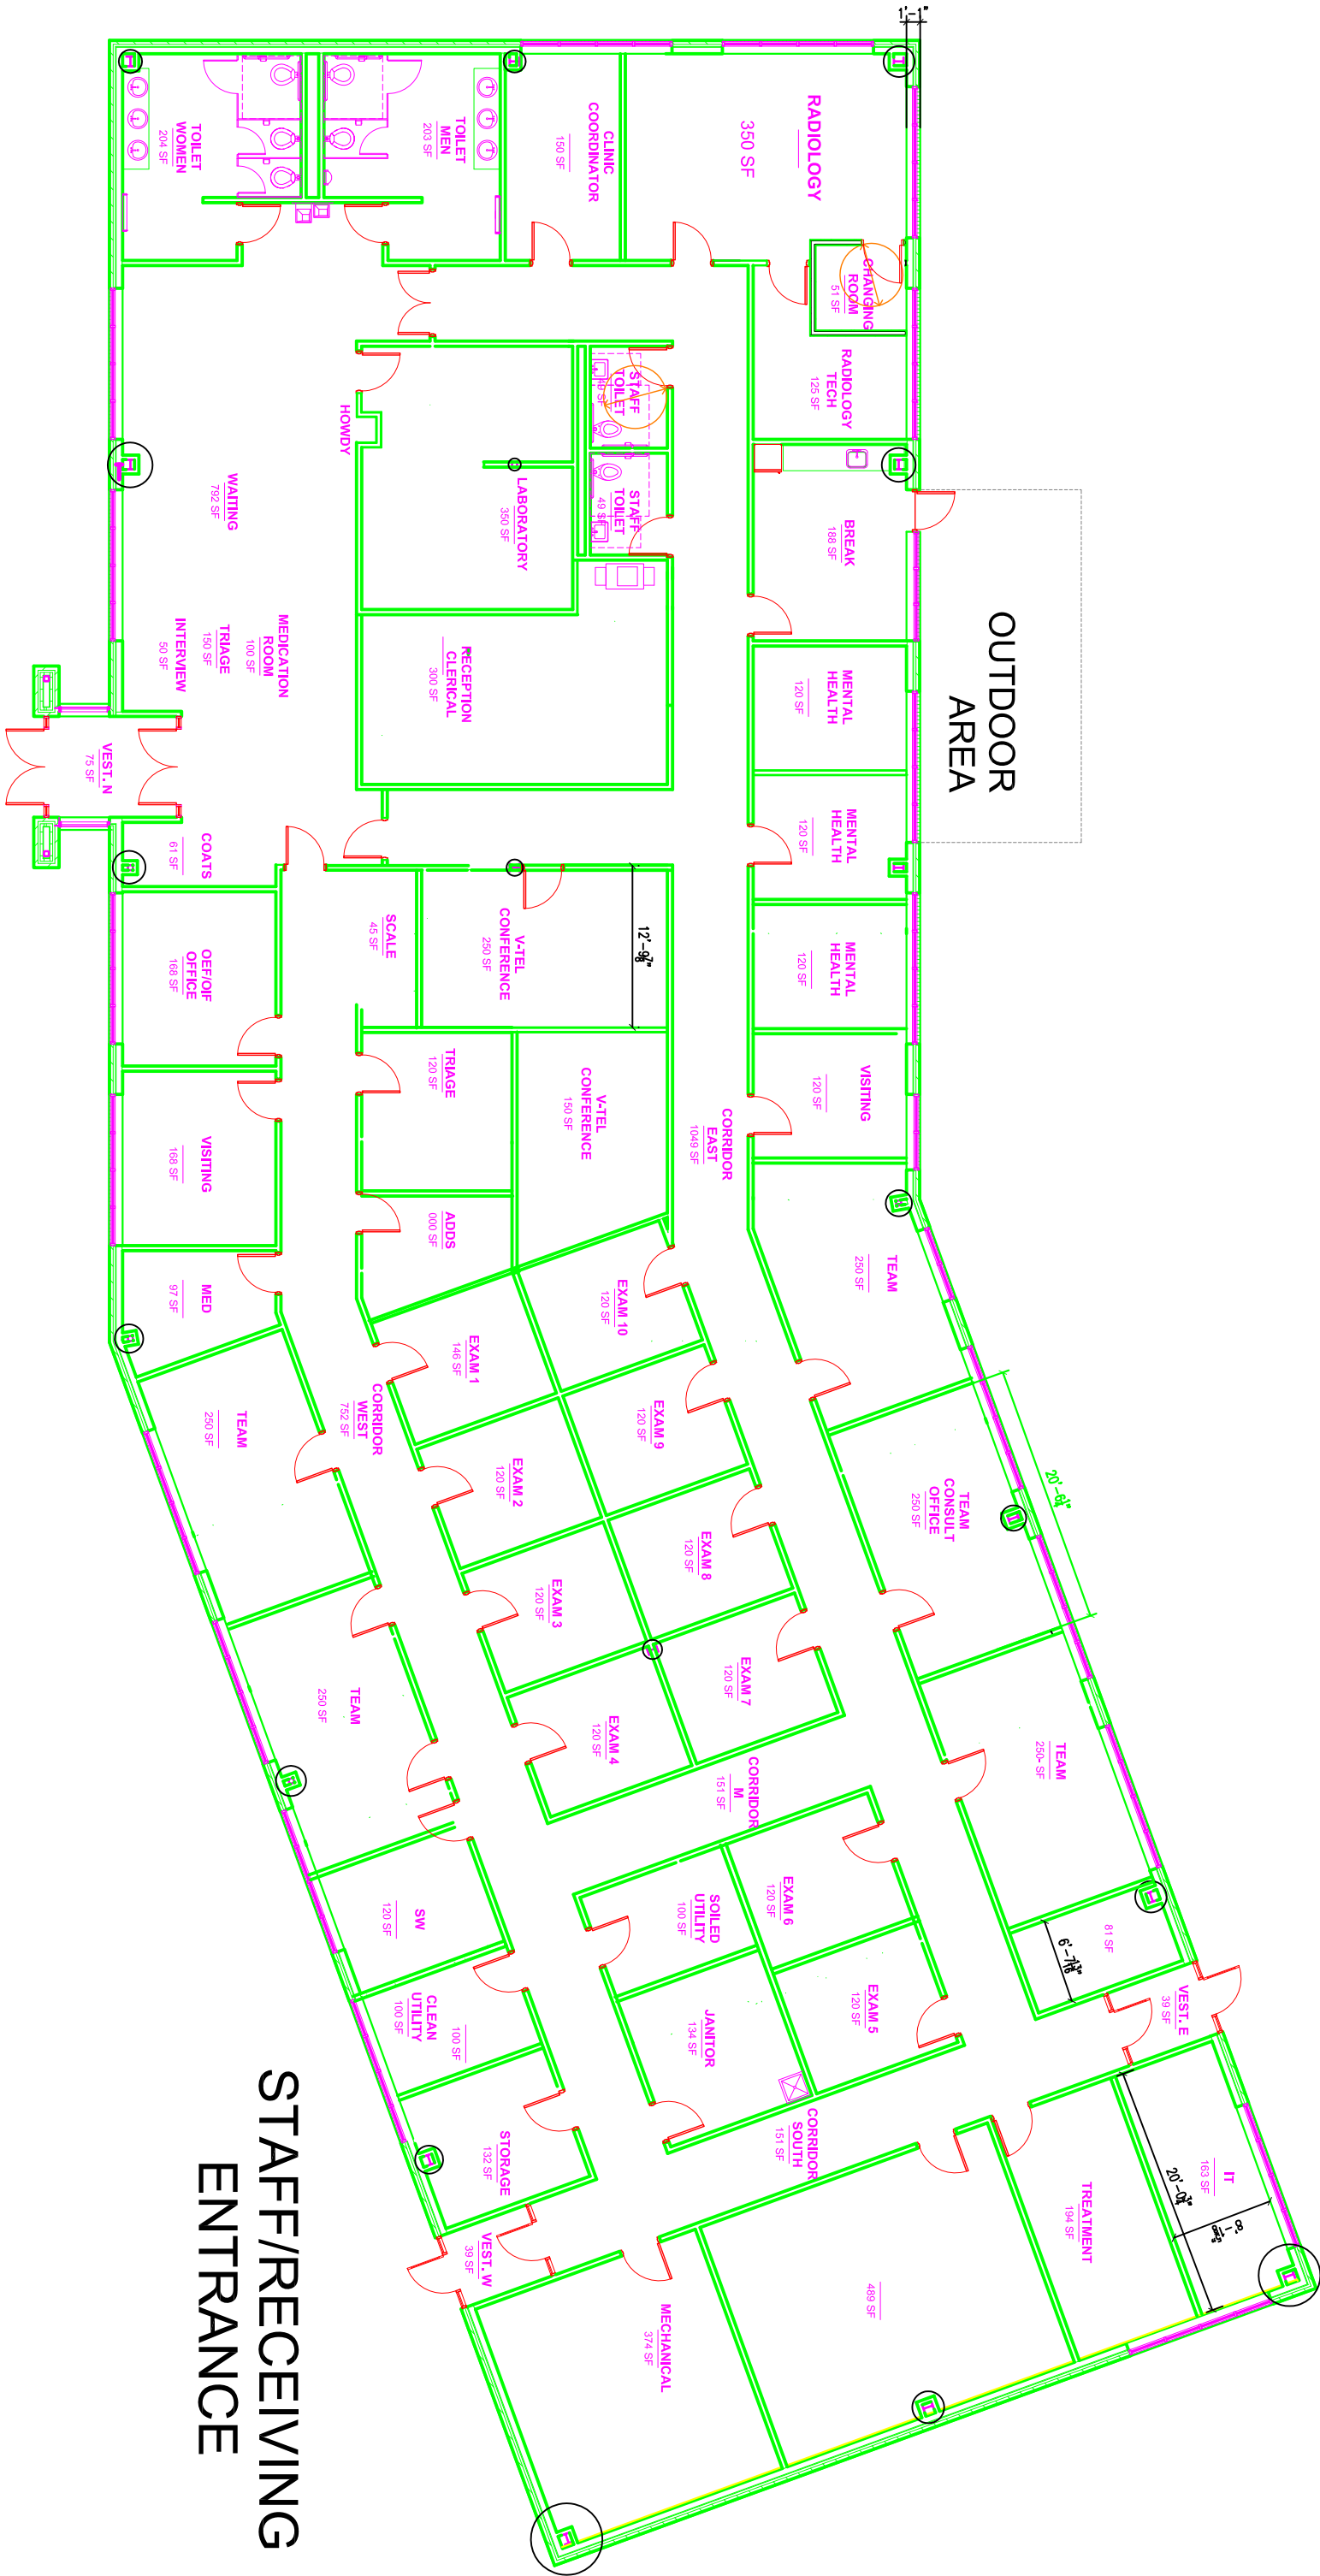 1'-1"
RADIOLOGY
350 SF
CLINIC
COORDINATOR
150 SF
TOILET
MEN
203 SF
TOILET
WOMEN
204 SF
CHANGING
ROOM
51 SF
RADIOLOGY
TECH
125 SF
STAFF
TOILET
49 SF
STAFF
TOILET
49 SF
HOWDY
LABORATORY
350 SF
WAITING
792 SF
BREAK
188 SF
OUTDOOR
AREA
MENTAL
HEALTH
120 SF
MENTAL
HEALTH
120 SF
MENTAL
HEALTH
120 SF
VISITING
120 SF
RECEPTION
CLERICAL
300 SF
MEDICATION
ROOM
100 SF
TRIAGE
150 SF
INTERVIEW
50 SF
VEST. N
75 SF
COATS
61 SF
SCALE
45 SF
V-TEL
CONFERENCE
250 SF
12'-9⅞"
OEF/OIF
OFFICE
168 SF
TRIAGE
120 SF
V-TEL
CONFERENCE
150 SF
CORRIDOR
EAST
1049 SF
VISITING
168 SF
ADDS
000 SF
MED
97 SF
TEAM
250 SF
EXAM 10
120 SF
EXAM 1
146 SF
CORRIDOR
WEST
752 SF
TEAM
250 SF
EXAM 9
120 SF
EXAM 2
120 SF
TEAM
CONSULT
OFFICE
250 SF
EXAM 8
120 SF
EXAM 3
120 SF
EXAM 7
120 SF
EXAM 4
120 SF
TEAM
250 SF
TEAM
250- SF
CORRIDOR
M
151 SF
EXAM 6
120 SF
SOILED
UTILITY
100 SF
SW
120 SF
81 SF
VEST. E
39 SF
EXAM 5
120 SF
JANITOR
134 SF
CLEAN
UTILITY
100 SF
100 SF
CORRIDOR
SOUTH
151 SF
STORAGE
132 SF
IT
163 SF
TREATMENT
194 SF
VEST. W
39 SF
489 SF
MECHANICAL
374 SF
STAFF/RECEIVING
ENTRANCE